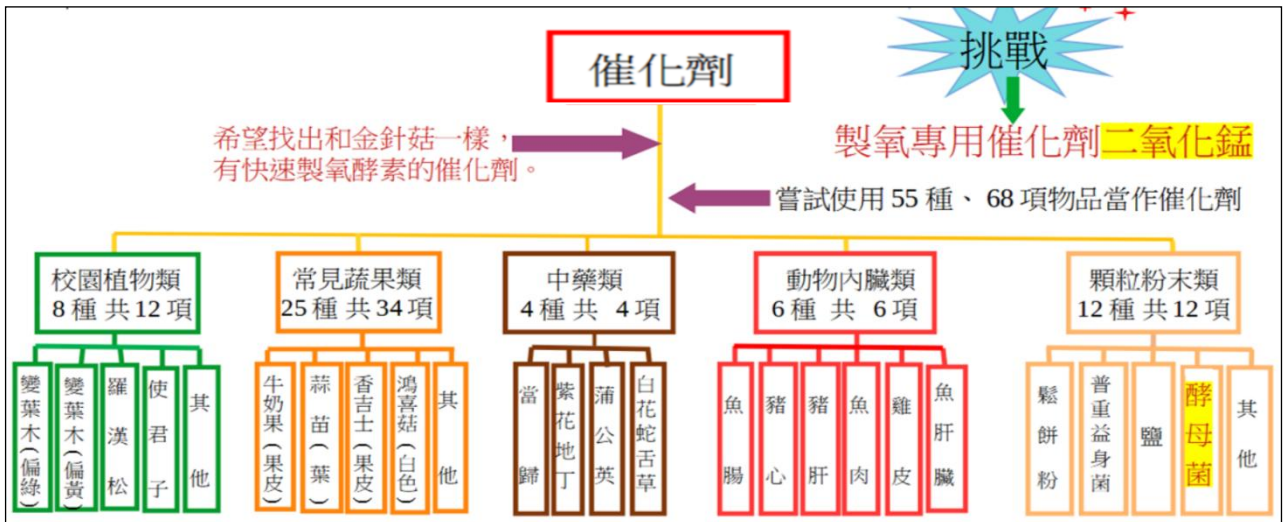 挑戰
催化劑
製氧專用催化劑二氧化錳
希望找出和金針菇一樣，
有快速製氧酵素的催化劑。
嘗試使用 55 種、 68 項物品當作催化劑
校園植物類
8 種 共 12 項
常見蔬果類
25 種 共 34 項
中藥類
4 種 共 4 項
動物內臟類
6 種 共 6 項
顆粒粉末類
12 種 共 12 項
變葉木(偏綠)
變葉木(偏黃)
羅漢松
使君子
其他
牛奶果(果皮)
蒜苗(葉)
香吉士(果皮)
鴻喜菇(白色)
其他
當歸
紫花地丁
蒲公英
白花蛇舌草
魚腸
豬心
豬肝
魚肉
雞皮
魚肝臟
鬆餅粉
普重益身菌
鹽
酵母菌
其他